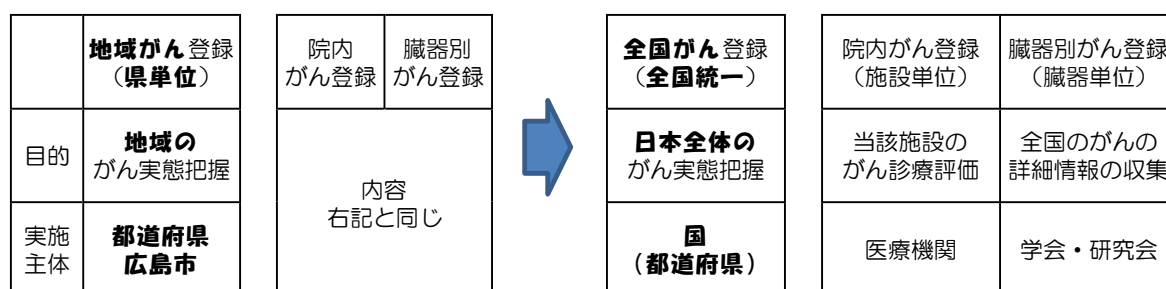 地域がん登録
（県単位）
院内
がん登録
臓器別
がん登録
全国がん登録
（全国統一）
院内がん登録
（施設単位）
臓器別がん登録
（臓器単位）
目的
地域の
がん実態把握
内容
右記と同じ
日本全体の
がん実態把握
当該施設の
がん診療評価
全国のがんの
詳細情報の収集
実施
主体
都道府県
広島市
国
（都道府県）
医療機関
学会・研究会